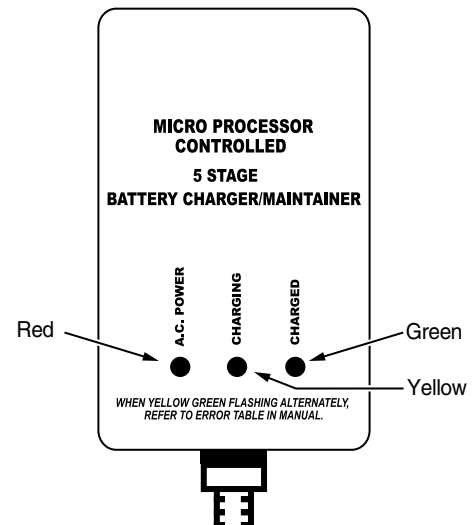 MICRO PROCESSOR
CONTROLLED
5 STAGE
BATTERY CHARGER/MAINTAINER
A.C. POWER
CHARGING
CHARGED
Red
Green
Yellow
WHEN YELLOW GREEN FLASHING ALTERNATELY,
REFER TO ERROR TABLE IN MANUAL.